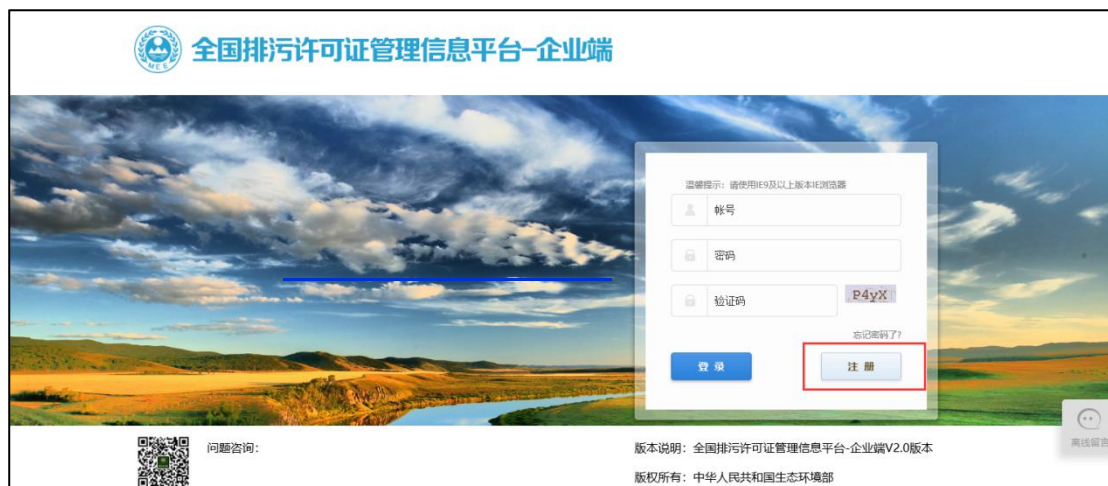 MEE
全国排污许可证管理信息平台-企业端
温馨提示：请使用IE9及以上版本IE浏览器
帐号
密码
验证码
P4yX
忘记密码了?
登 录
注 册
离线留言
问题咨询：
版本说明：全国排污许可证管理信息平台-企业端V2.0版本
版权所有：中华人民共和国生态环境部